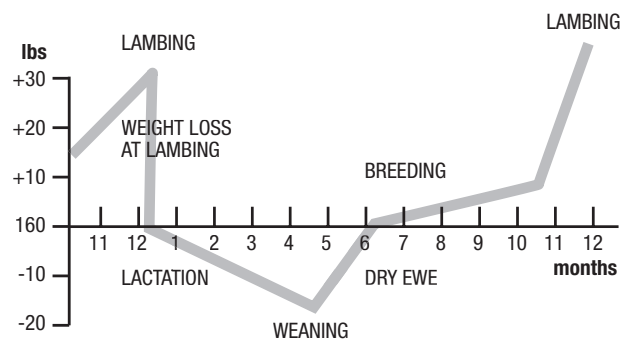 LAMBING
LAMBING
lbs
+30
+20
WEIGHT LOSS
AT LAMBING
+10
BREEDING
160
11 12 1 2 3 4 5 6 7 8 9 10 11 12
months
-10
LACTATION
DRY EWE
-20
WEANING